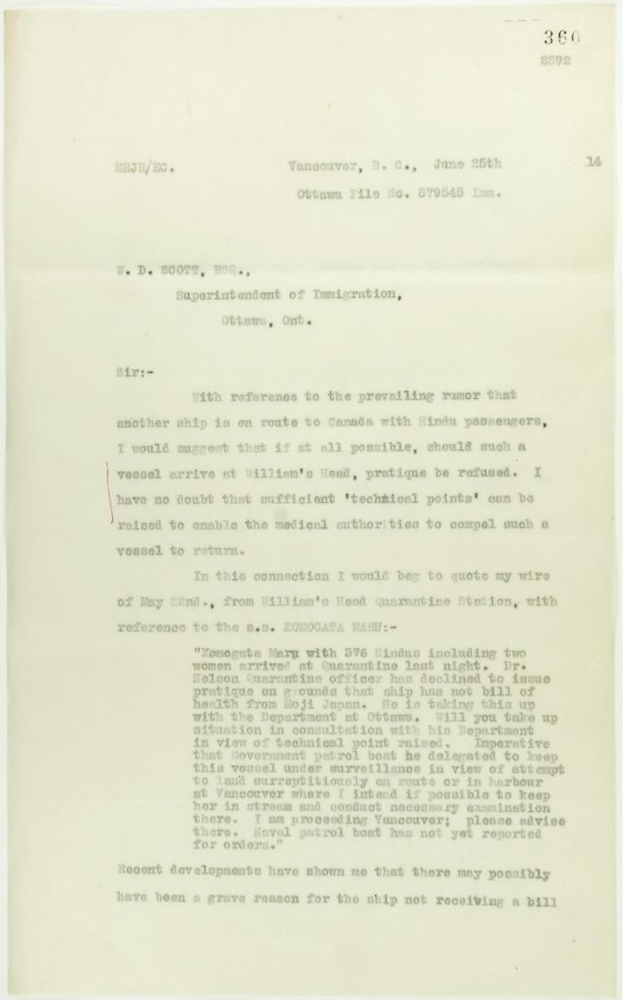 360
2392
MRJR/EC. Vancouver, B. C., June 25th 14
Ottawa File No. 879545 Imm.
W. D. SCOTT, ESQ.,
Superintendent of Immigration,
Ottawa, Ont.
Sir:-
With reference to the prevailing rumor that
another ship is en route to Canada with Hindu passengers,
I would suggest that if at all possible, should such a
vessel arrive at William's Head, pratique be refused. I
have no doubt that sufficient 'technical points' can be
raised to enable the medical authorities to compel such a
vessel to return.
In this connection I would beg to quote my wire
of May 22nd., from William's Head Quarantine Station, with
reference to the s.s. KOMOGATA MARU:-
"Komogata Maru with 376 Hindus including two
women arrived at Quarantine last night. Dr.
Nelson Quarantine officer has declined to issue
pratique on grounds that ship has not bill of
health from Moji Japan. He is taking this up
with the Department at Ottawa. Will you take up
situation in consultation with his Department
in view of technical point raised. Imperative
that Government patrol boat be delegated to keep
this vessel under surveillance in view of attempt
to land surreptitiously en route or in harbour
at Vancouver where I intend if possible to keep
her in stream and conduct necessary examination
there. I am proceeding Vancouver; please advise
there. Naval patrol boat has not yet reported
for orders."
Recent developments have shown me that there may possibly
have been a grave reason for the ship not receiving a bill